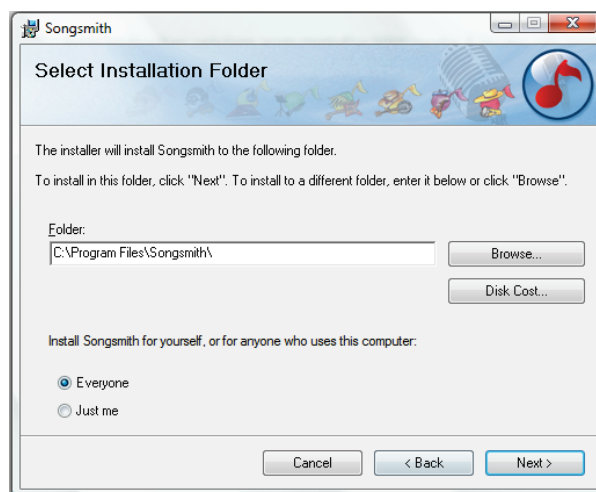 Songsmith
Select Installation Folder
The installer will install Songsmith to the following folder.
To install in this folder, click "Next". To install to a different folder, enter it below or click "Browse".
Folder:
C:\Program Files\Songsmith\
Browse...
Disk Cost...
Install Songsmith for yourself, or for anyone who uses this computer:
Everyone
Just me
Cancel
< Back
Next >